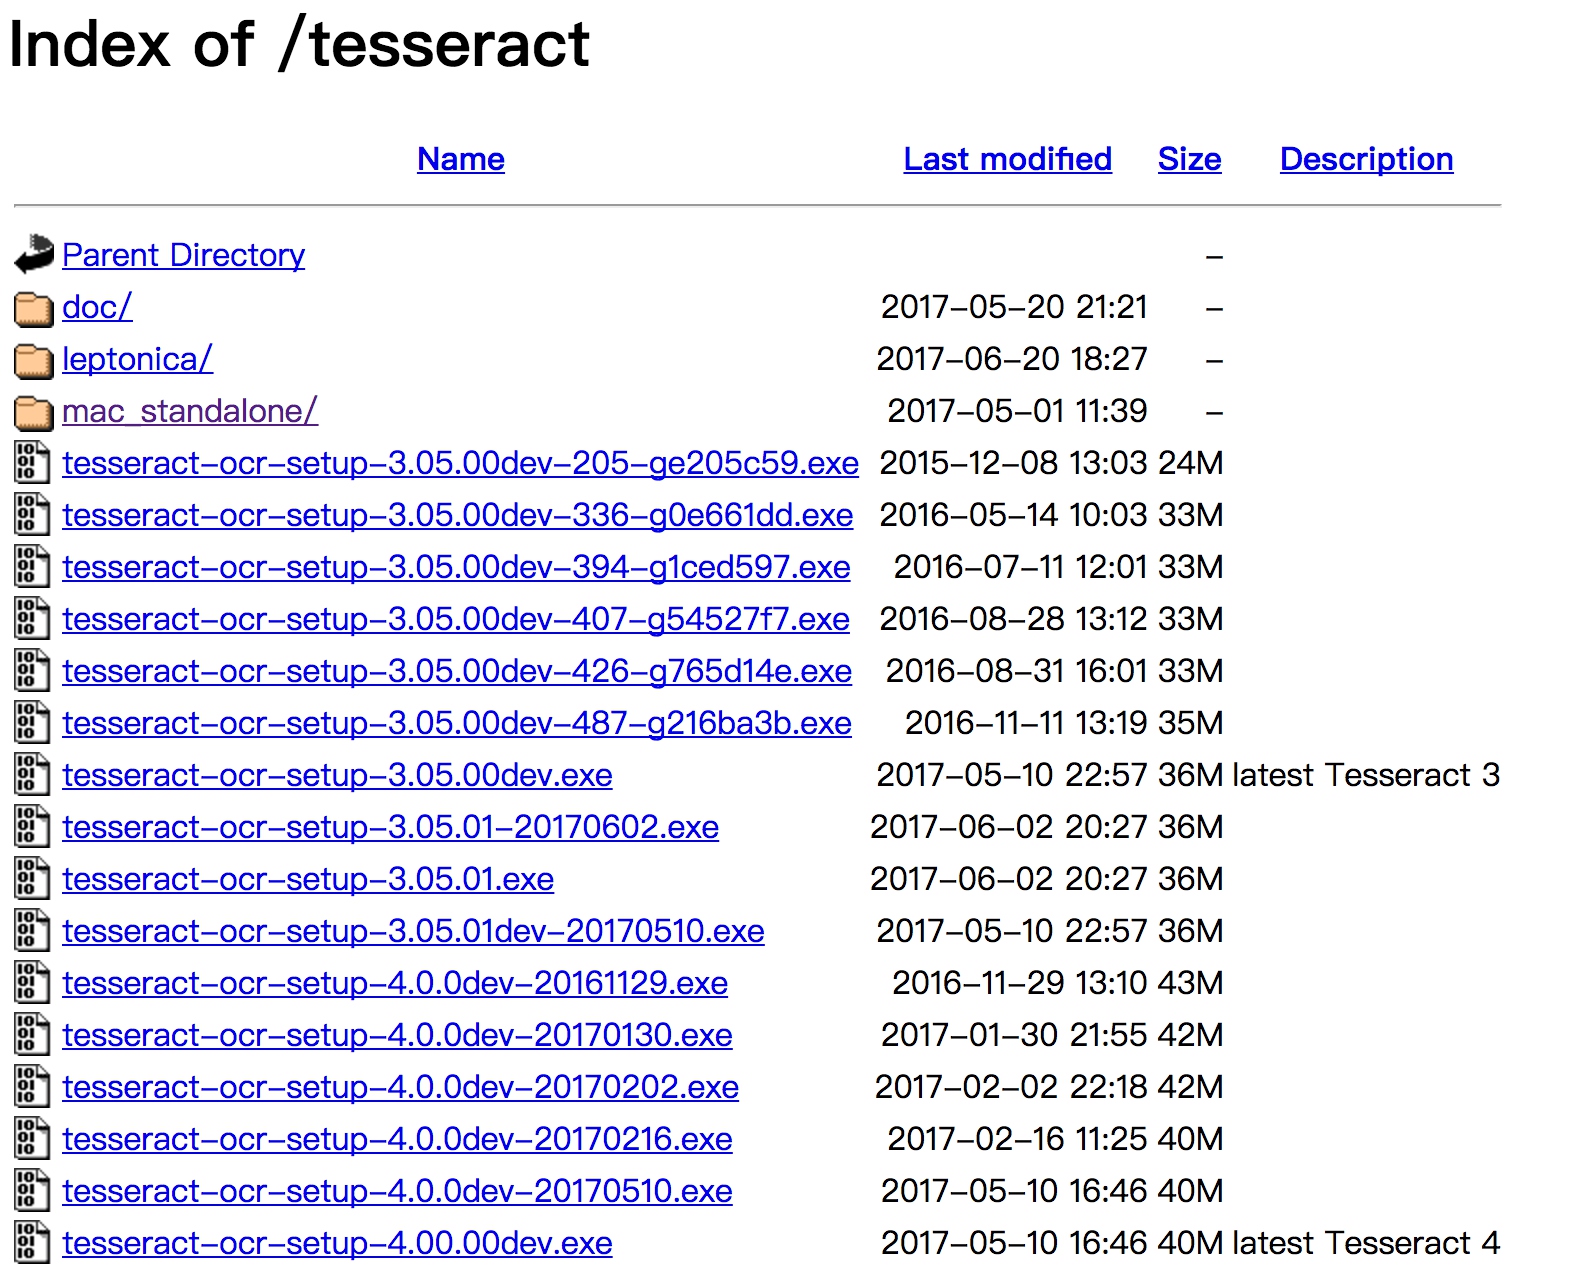 Index of /tesseract
Name Last modified Size Description
Parent Directory –
doc/ 2017–05–20 21:21 –
leptonica/ 2017–06–20 18:27 –
mac_standalone/ 2017–05–01 11:39 –
tesseract–ocr–setup–3.05.00dev–205–ge205c59.exe 2015–12–08 13:03 24M
tesseract–ocr–setup–3.05.00dev–336–g0e661dd.exe 2016–05–14 10:03 33M
tesseract–ocr–setup–3.05.00dev–394–g1ced597.exe 2016–07–11 12:01 33M
tesseract–ocr–setup–3.05.00dev–407–g54527f7.exe 2016–08–28 13:12 33M
tesseract–ocr–setup–3.05.00dev–426–g765d14e.exe 2016–08–31 16:01 33M
tesseract–ocr–setup–3.05.00dev–487–g216ba3b.exe 2016–11–11 13:19 35M
tesseract–ocr–setup–3.05.00dev.exe 2017–05–10 22:57 36M latest Tesseract 3
tesseract–ocr–setup–3.05.01–20170602.exe 2017–06–02 20:27 36M
tesseract–ocr–setup–3.05.01.exe 2017–06–02 20:27 36M
tesseract–ocr–setup–3.05.01dev–20170510.exe 2017–05–10 22:57 36M
tesseract–ocr–setup–4.0.0dev–20161129.exe 2016–11–29 13:10 43M
tesseract–ocr–setup–4.0.0dev–20170130.exe 2017–01–30 21:55 42M
tesseract–ocr–setup–4.0.0dev–20170202.exe 2017–02–02 22:18 42M
tesseract–ocr–setup–4.0.0dev–20170216.exe 2017–02–16 11:25 40M
tesseract–ocr–setup–4.0.0dev–20170510.exe 2017–05–10 16:46 40M
tesseract–ocr–setup–4.00.00dev.exe 2017–05–10 16:46 40M latest Tesseract 4